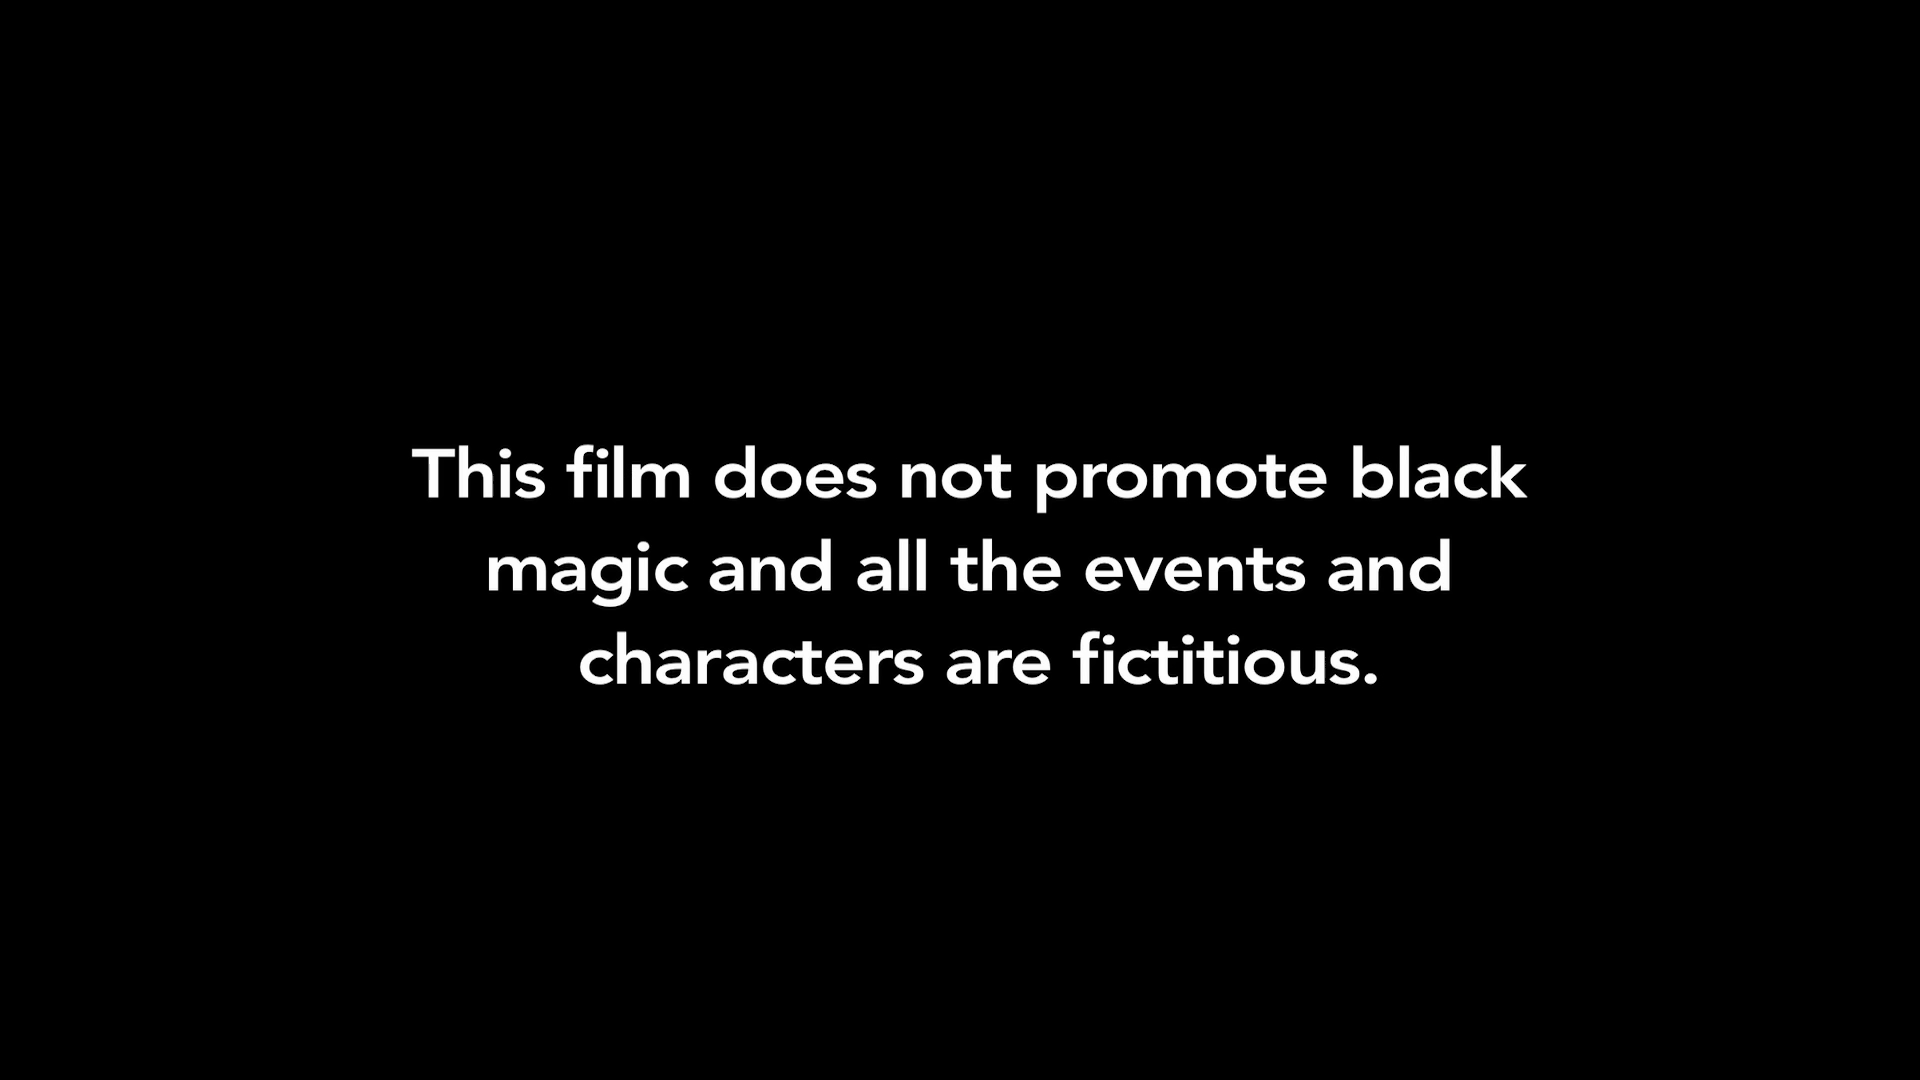 This film does not promote black
magic and all the events and
characters are fictitious.